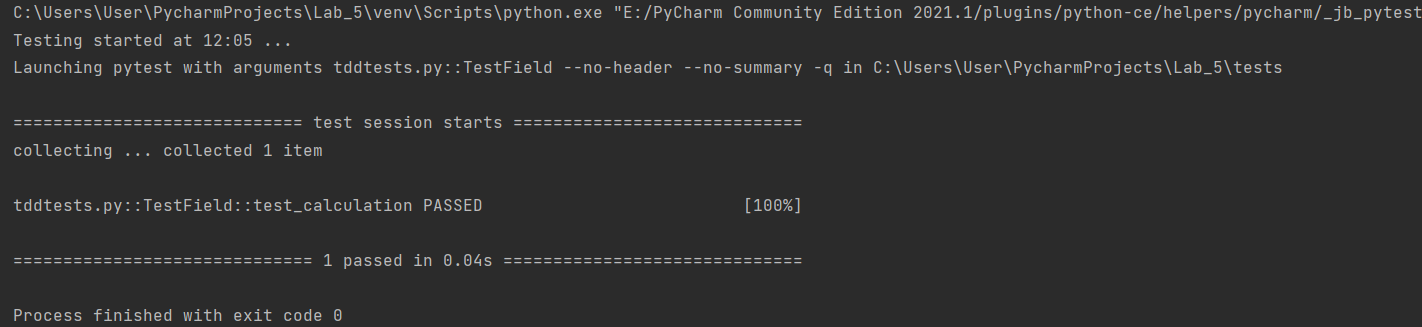 C:\Users\User\PycharmProjects\Lab_5\venv\Scripts\python.exe "E:/PyCharm Community Edition 2021.1/plugins/python-ce/helpers/pycharm/_jb_pytest
Testing started at 12:05 ...
Launching pytest with arguments tddtests.py::TestField --no-header --no-summary -q in C:\Users\User\PycharmProjects\Lab_5\tests
============================= test session starts =============================
collecting ... collected 1 item
tddtests.py::TestField::test_calculation PASSED [100%]
============================== 1 passed in 0.04s ==============================
Process finished with exit code 0